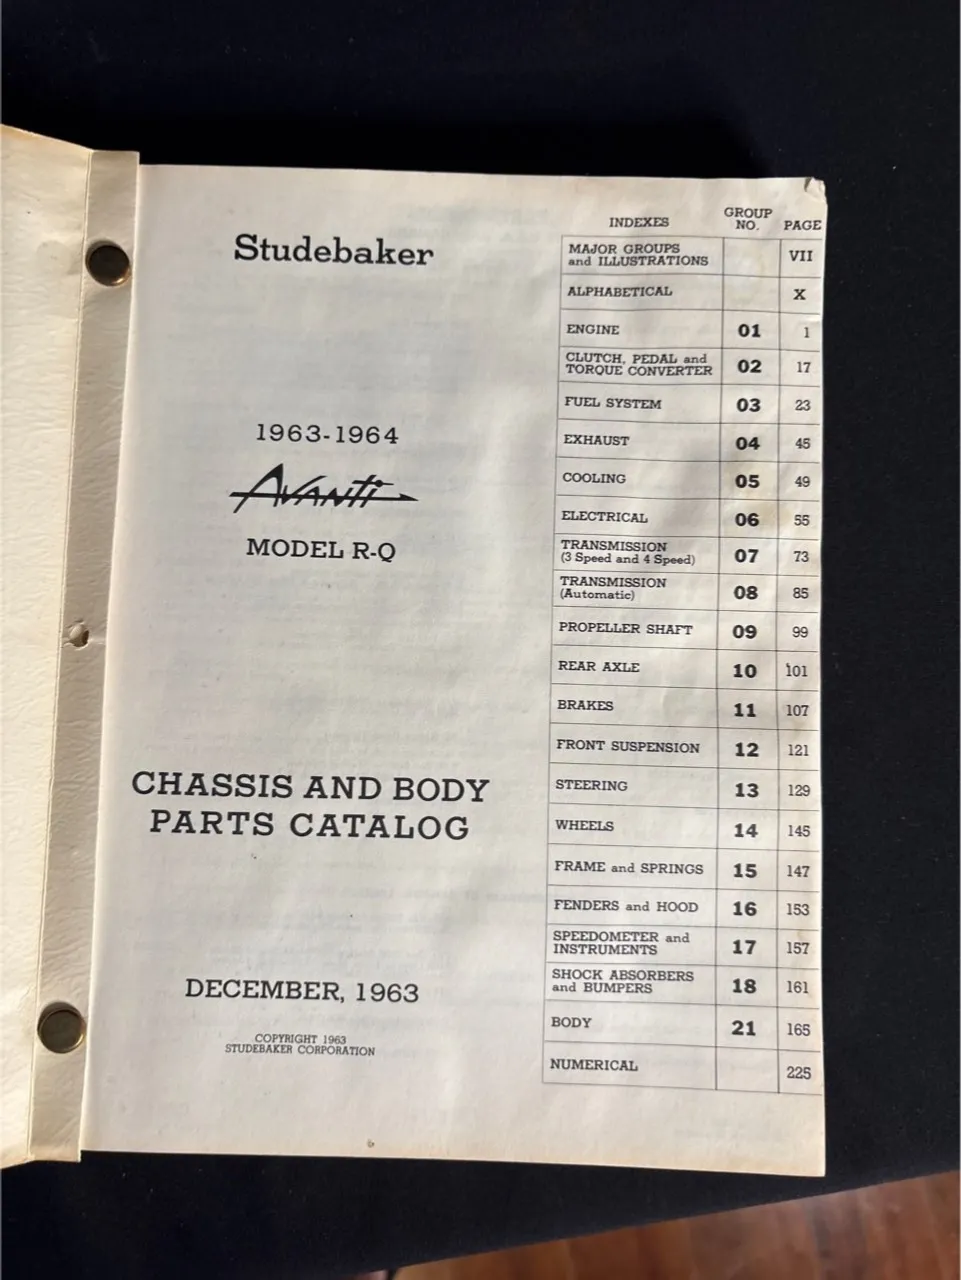 Studebaker
1963-1964
Avanti
MODEL R-Q
CHASSIS AND BODY
PARTS CATALOG
DECEMBER, 1963
COPYRIGHT 1963
STUDEBAKER CORPORATION
INDEXES GROUP NO. PAGE
MAJOR GROUPS
and ILLUSTRATIONS VII
ALPHABETICAL X
ENGINE 01 1
CLUTCH, PEDAL and
TORQUE CONVERTER 02 17
FUEL SYSTEM 03 23
EXHAUST 04 45
COOLING 05 49
ELECTRICAL 06 55
TRANSMISSION
(3 Speed and 4 Speed) 07 73
TRANSMISSION
(Automatic) 08 85
PROPELLER SHAFT 09 99
REAR AXLE 10 101
BRAKES 11 107
FRONT SUSPENSION 12 121
STEERING 13 129
WHEELS 14 145
FRAME and SPRINGS 15 147
FENDERS and HOOD 16 153
SPEEDOMETER and
INSTRUMENTS 17 157
SHOCK ABSORBERS
and BUMPERS 18 161
BODY 21 165
NUMERICAL 225